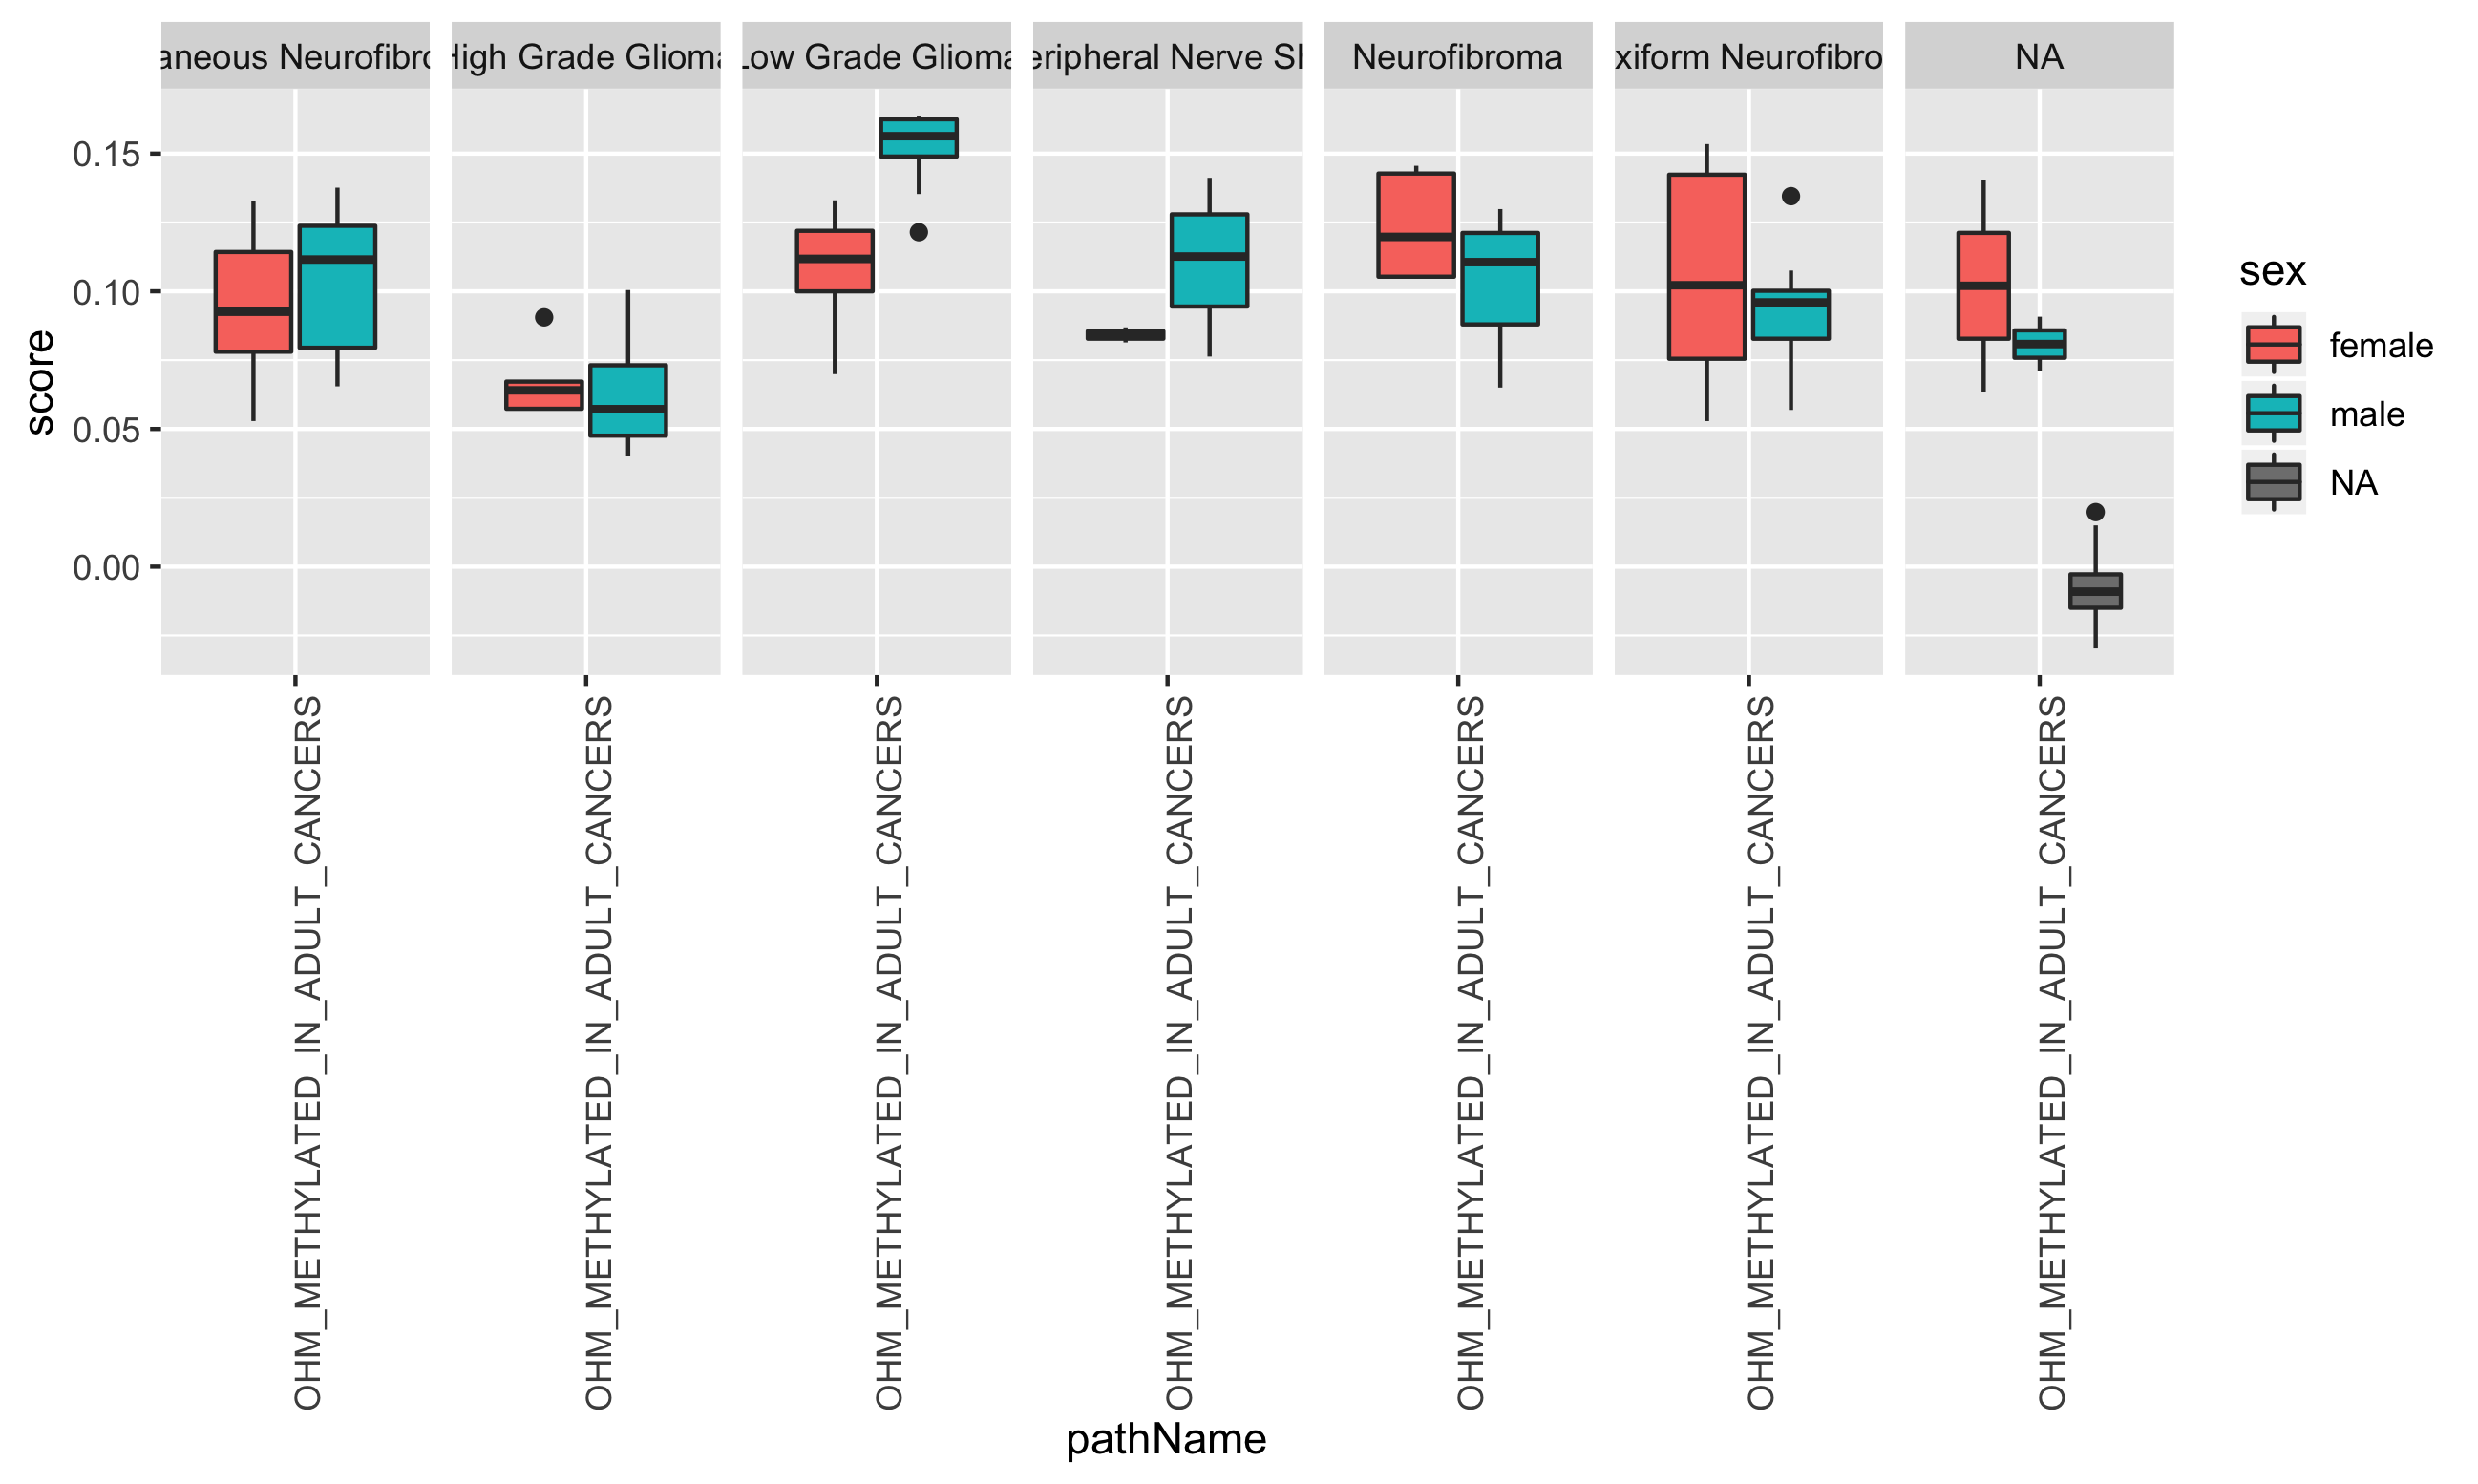 aneous Neurofibro
High Grade Glioma
Low Grade Glioma
eripheral Nerve Sh
Neurofibroma
xiform Neurofibro
NA
score
0.15
0.10
0.05
0.00
OHM_METHYLATED_IN_ADULT_CANCERS
OHM_METHYLATED_IN_ADULT_CANCERS
OHM_METHYLATED_IN_ADULT_CANCERS
OHM_METHYLATED_IN_ADULT_CANCERS
OHM_METHYLATED_IN_ADULT_CANCERS
OHM_METHYLATED_IN_ADULT_CANCERS
OHM_METHYLATED_IN_ADULT_CANCERS
pathName
sex
female
male
NA